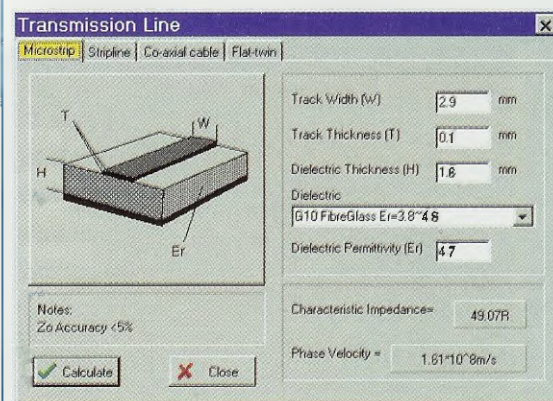 Transmission Line
Microstrip Stripline Co-axial cable Flat-twin
T
W
H
Er
Track Width (W) 2.9 mm
Track Thickness (T) 0.1 mm
Dielectric Thickness (H) 1.6 mm
Dielectric
G10 FibreGlass Er=3.8~4.8
Dielectric Permittivity (Er) 4.7
Notes:
Zo Accuracy <5%
Characteristic Impedance= 49.07R
Phase Velocity = 1.61*10^8m/s
Calculate Close